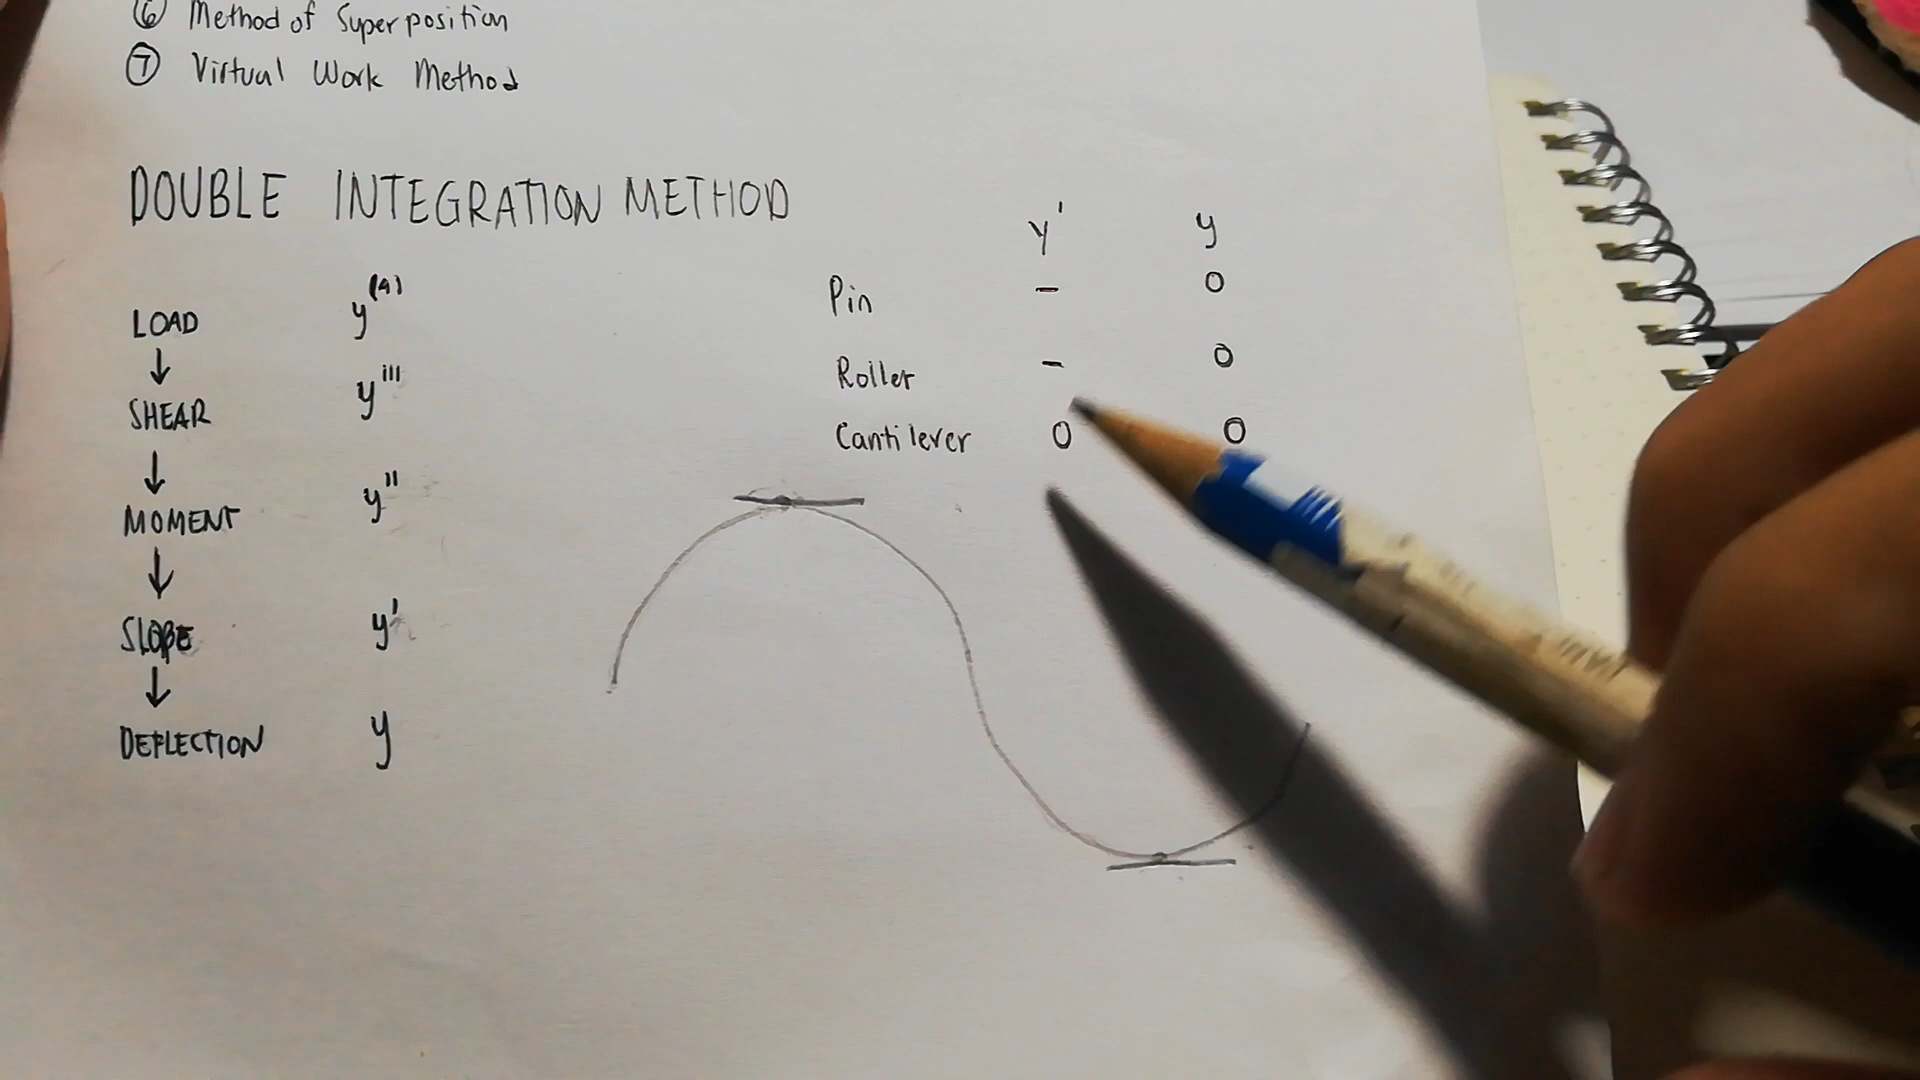 ⑥ Method of Superposition
⑦ Virtual Work Method
DOUBLE INTEGRATION METHOD
LOAD y⁽⁴⁾
↓
SHEAR y'''
↓
MOMENT y''
↓
SLOPE y'
↓
DEFLECTION y
y' y
Pin - 0
Roller - 0
Cantilever 0 0